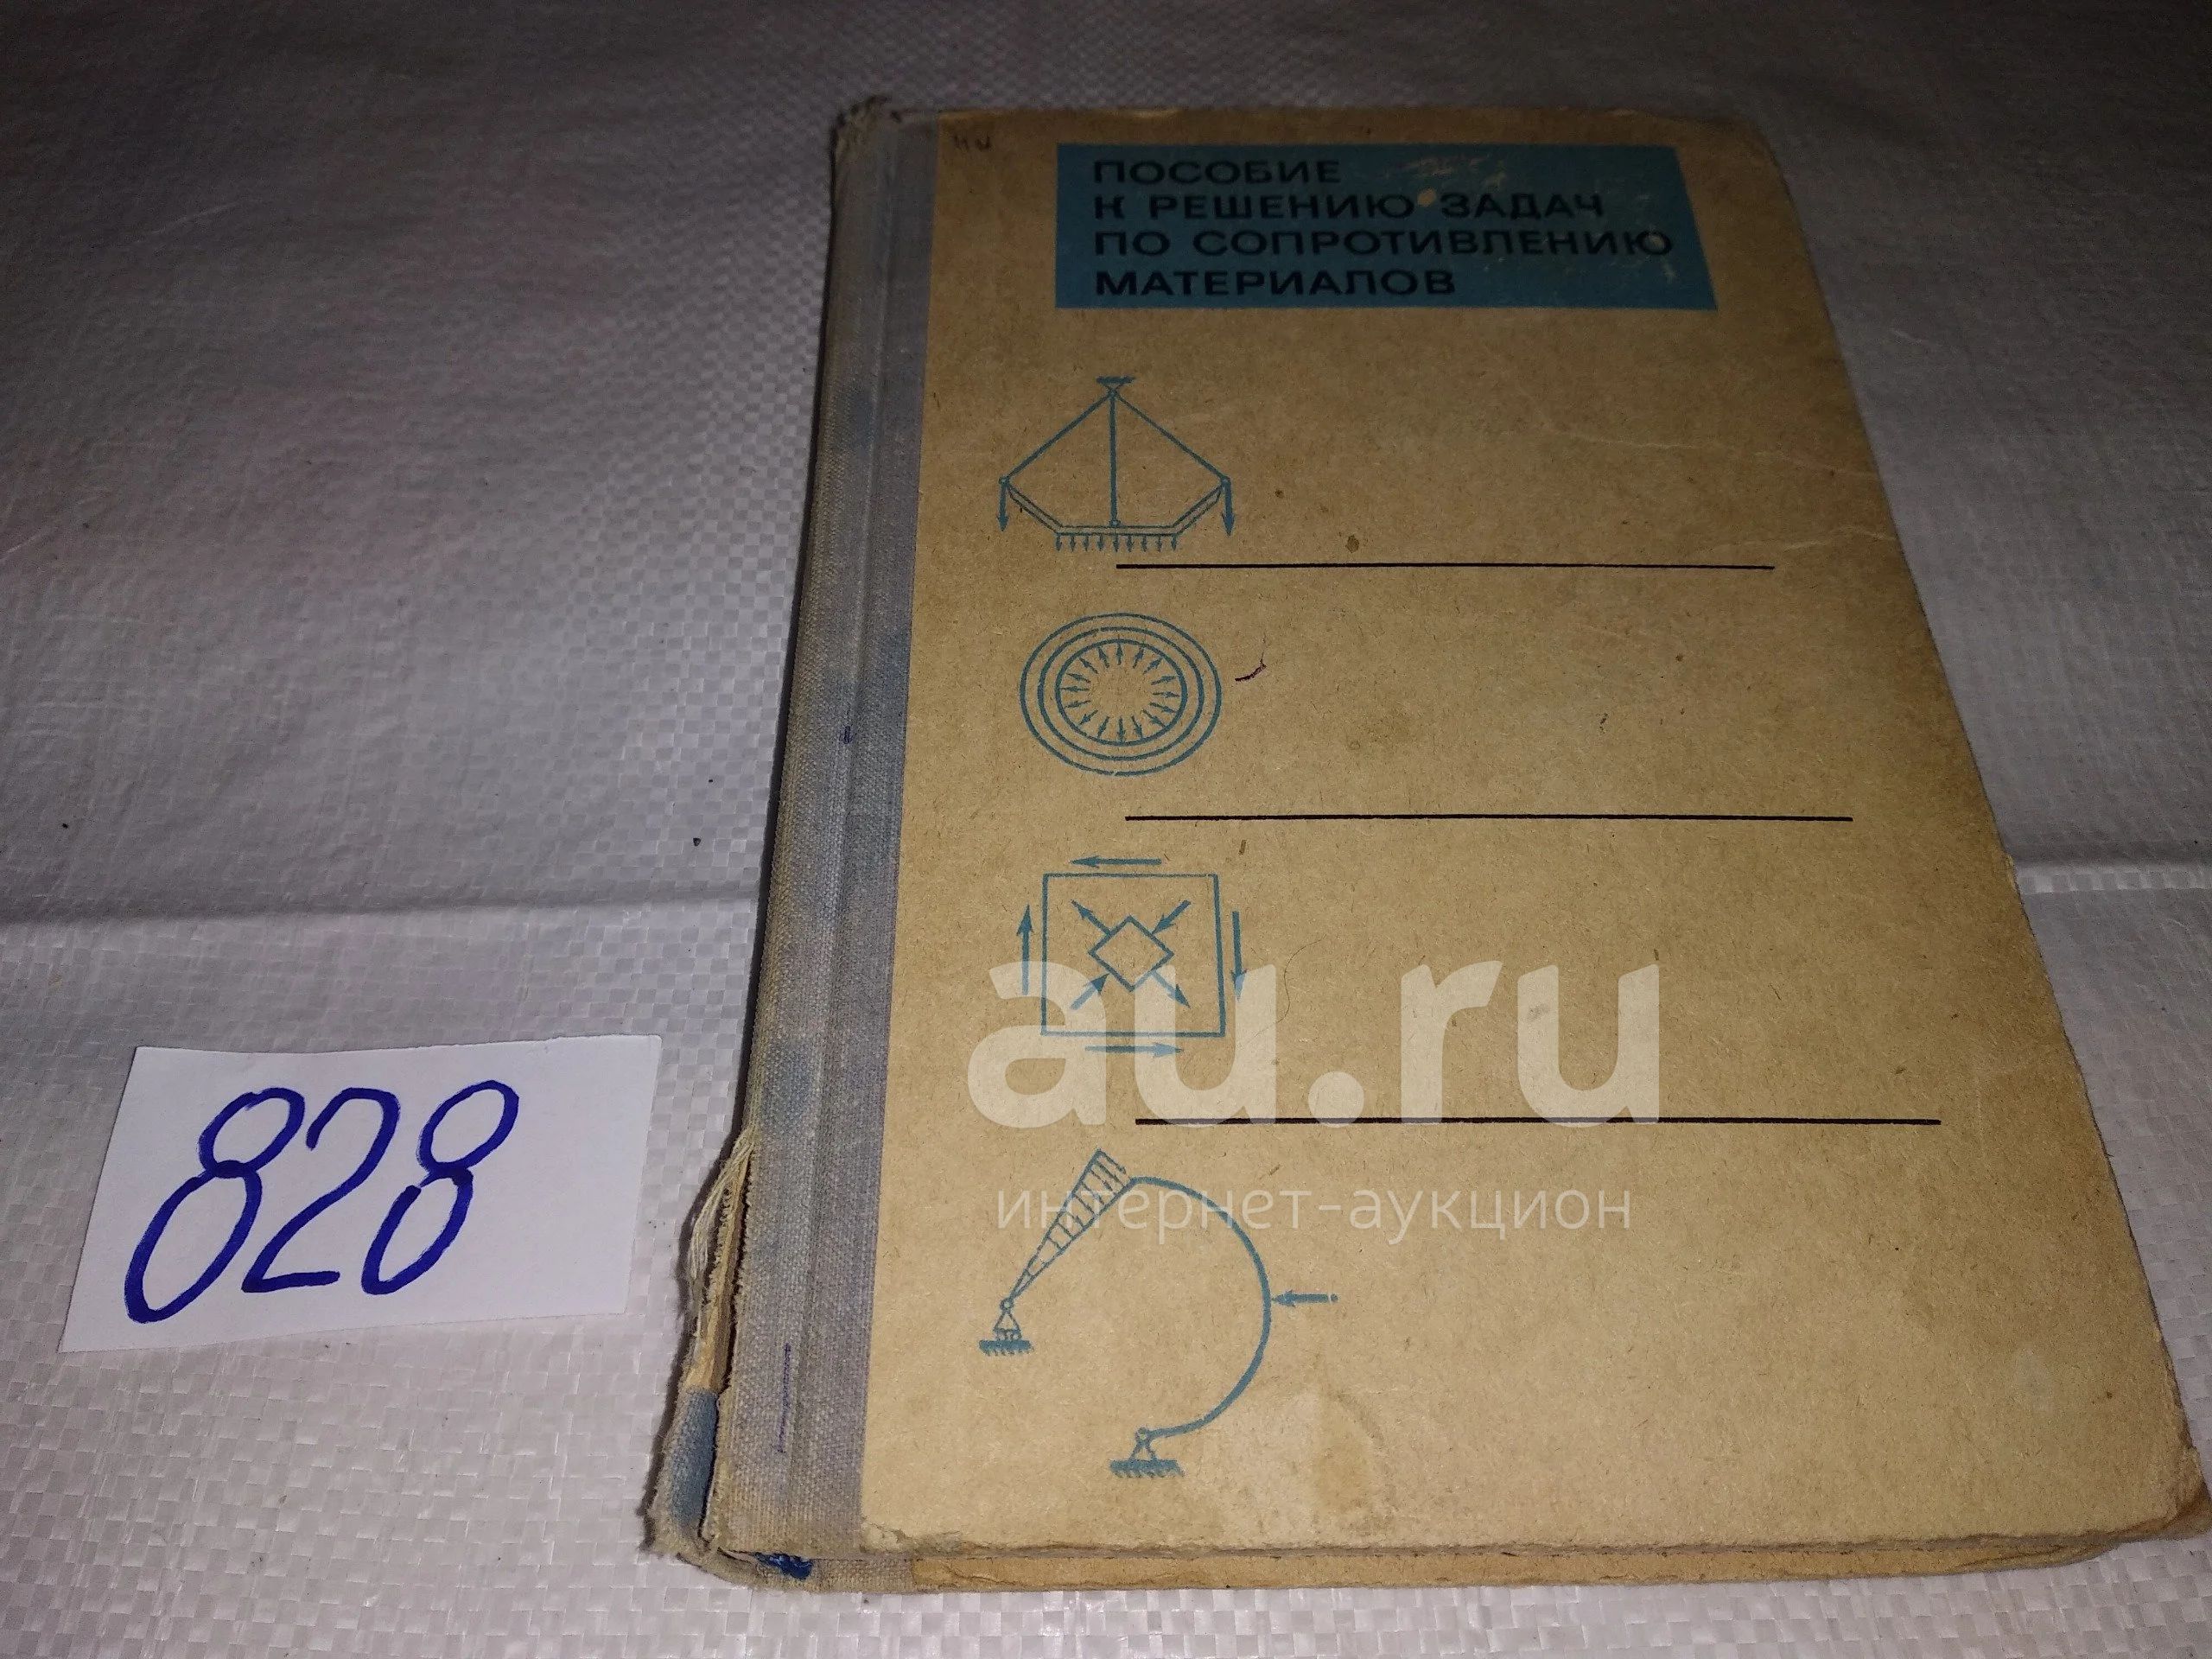 ПОСОБИЕ
К РЕШЕНИЮ ЗАДАЧ
ПО СОПРОТИВЛЕНИЮ
МАТЕРИАЛОВ
au.ru
интернет-аукцион
828